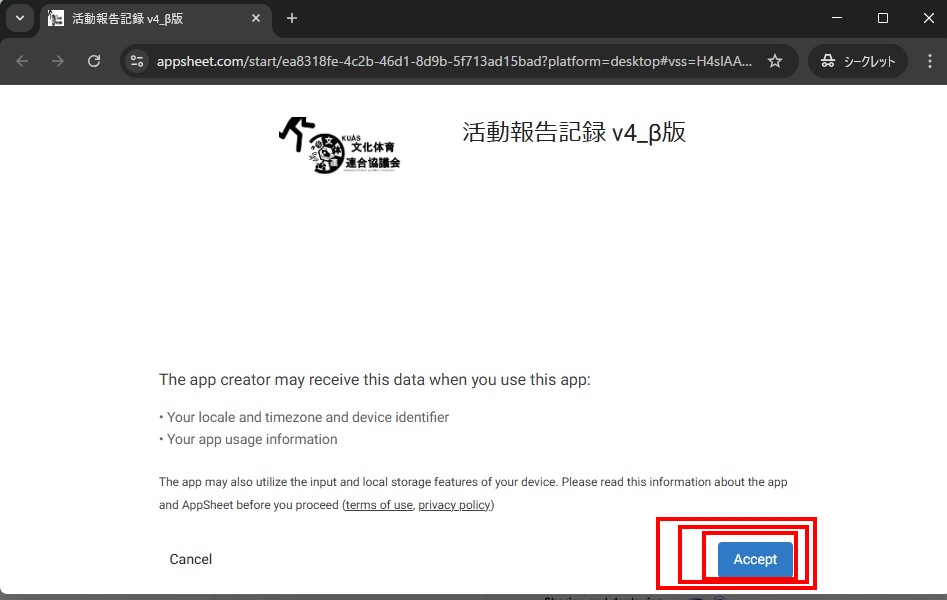 活動報告記録 v4_β版
appsheet.com/start/ea8318fe-4c2b-46d1-8d9b-5f713ad15bad?platform=desktop#vss=H4sIAA...
シークレット
KUAS
文化体育
連合協議会
活動報告記録 v4_β版
The app creator may receive this data when you use this app:
• Your locale and timezone and device identifier
• Your app usage information
The app may also utilize the input and local storage features of your device. Please read this information about the app
and AppSheet before you proceed (terms of use, privacy policy)
Cancel
Accept